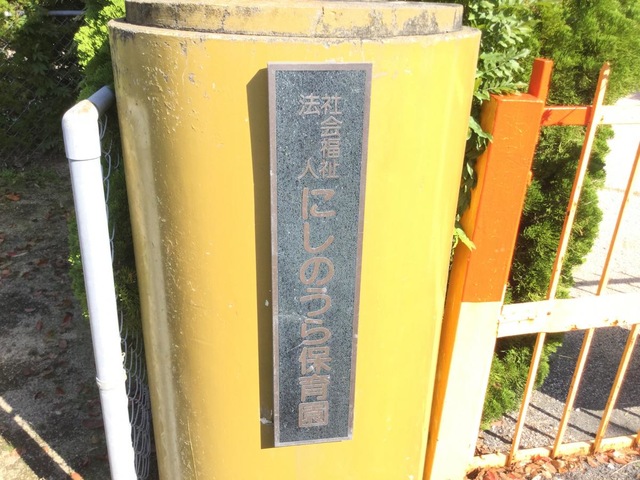 社会福祉
法人
にしのうら保育園